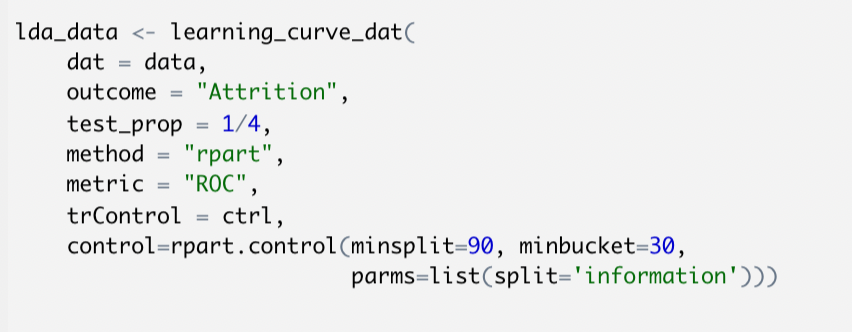 lda_data <- learning_curve_dat(
    dat = data,
    outcome = "Attrition",
    test_prop = 1/4,
    method = "rpart",
    metric = "ROC",
    trControl = ctrl,
    control=rpart.control(minsplit=90, minbucket=30,
                          parms=list(split='information')))